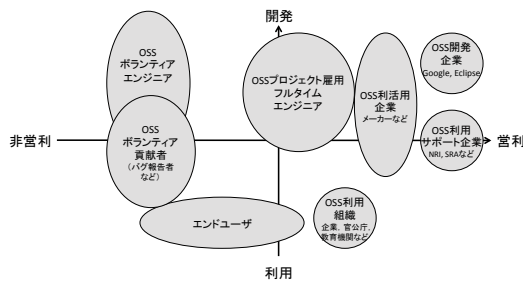 開発
OSS
ボランティア
エンジニア
OSSプロジェクト雇用
フルタイム
エンジニア
OSS利活用
企業
メーカーなど
OSS開発
企業
Google, Eclipse
非営利
営利
OSS
ボランティア
貢献者
(バグ報告者
など)
OSS利用
サポート企業
NRI, SRAなど
エンドユーザ
OSS利用
組織
企業, 官公庁,
教育機関など
利用